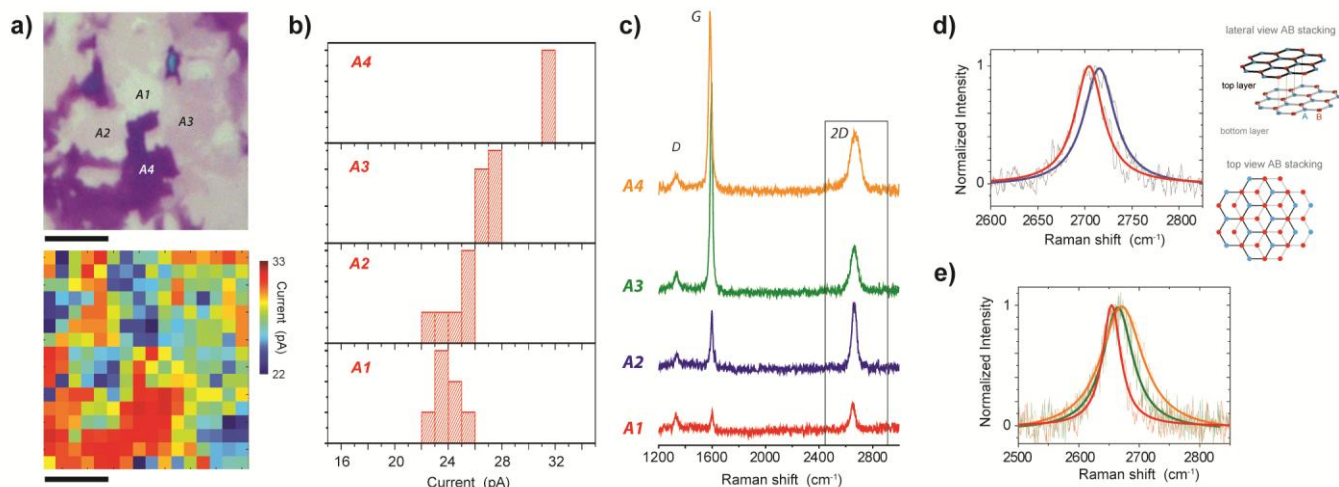 a)
A1
A2
A3
A4
33
Current (pA)
22
b)
A4
A3
A2
A1
16 20 24 28 32
Current (pA)
c)
G
D
2D
A4
A3
A2
A1
1200 1600 2000 2400 2800
Raman shift (cm⁻¹)
d)
Normalized Intensity
1
0
2600 2650 2700 2750 2800
Raman shift (cm⁻¹)
lateral view AB stacking
top layer
A B
bottom layer
top view AB stacking
e)
Normalized Intensity
1
0
2500 2600 2700 2800
Raman shift (cm⁻¹)